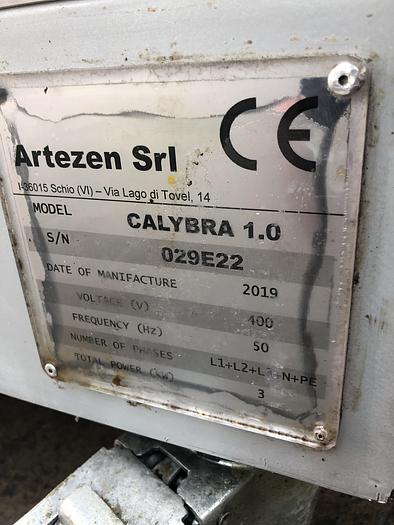 CE
Artezen Srl
I-36015 Schio (VI) – Via Lago di Tovel, 14
MODEL CALYBRA 1.0
S/N 029E22
DATE OF MANIFACTURE 2019
VOLTAGE (V) 400
FREQUENCY (Hz) 50
NUMBER OF PHASES L1+L2+L3+N+PE
TOTAL POWER (kW) 3